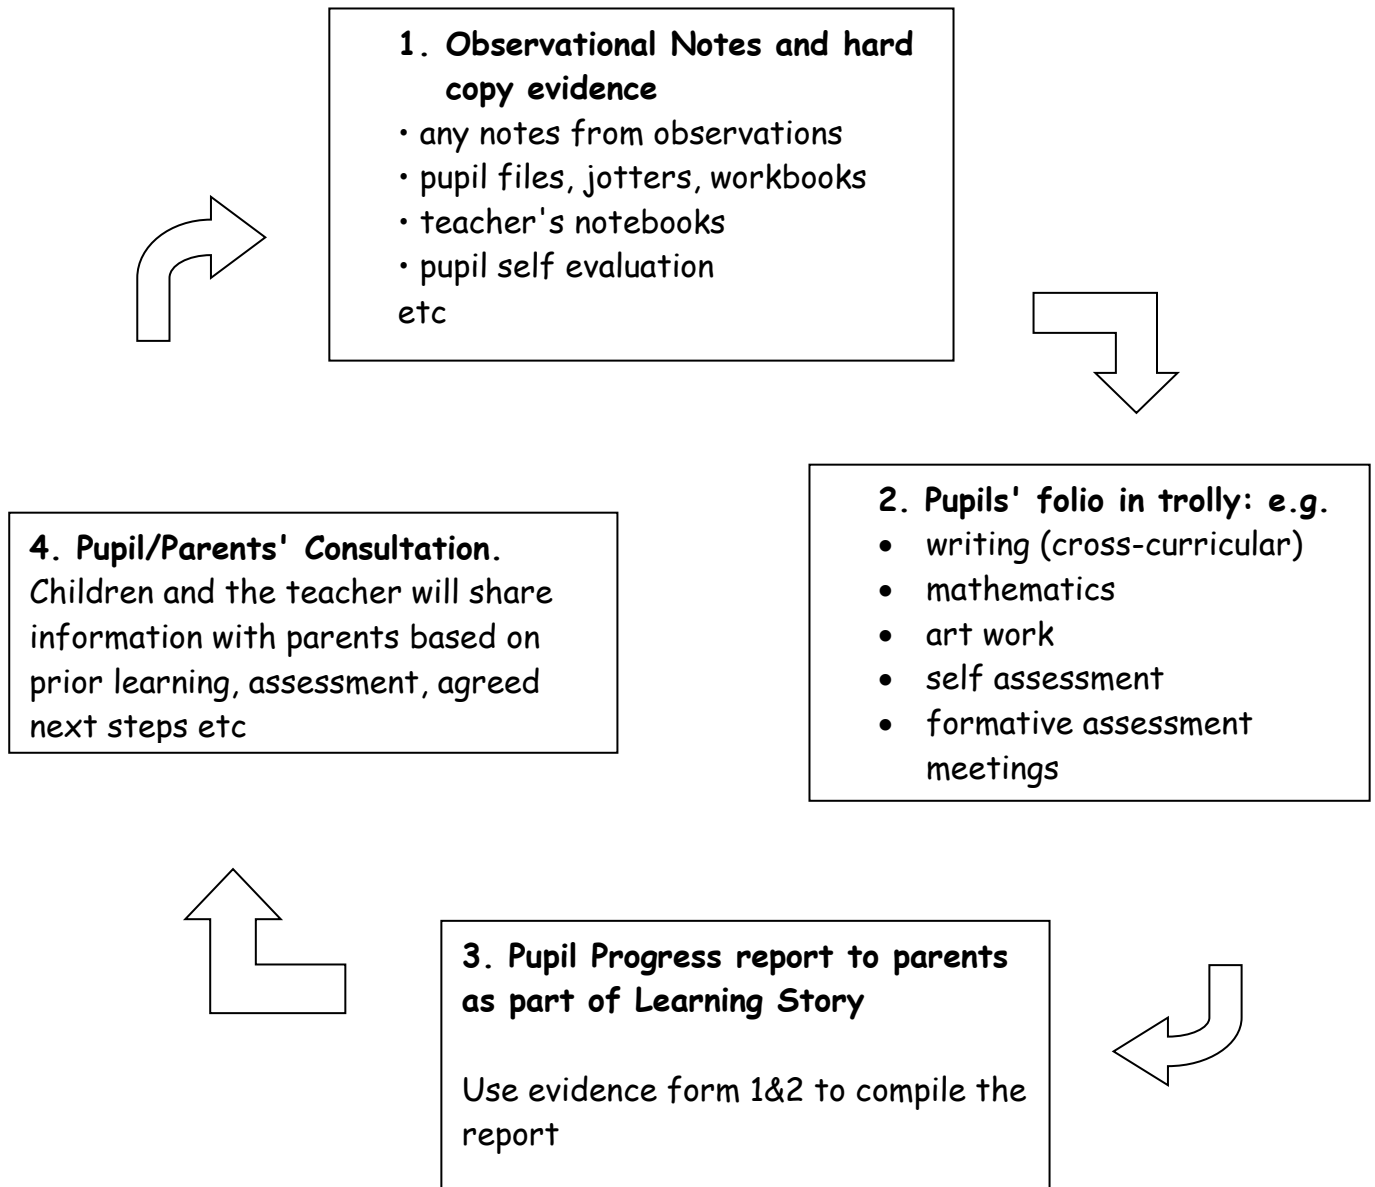 1. Observational Notes and hard
copy evidence
· any notes from observations
· pupil files, jotters, workbooks
· teacher's notebooks
· pupil self evaluation
etc
2. Pupils' folio in trolly: e.g.
• writing (cross-curricular)
• mathematics
• art work
• self assessment
• formative assessment
meetings
3. Pupil Progress report to parents
as part of Learning Story
Use evidence form 1&2 to compile the
report
4. Pupil/Parents' Consultation.
Children and the teacher will share
information with parents based on
prior learning, assessment, agreed
next steps etc